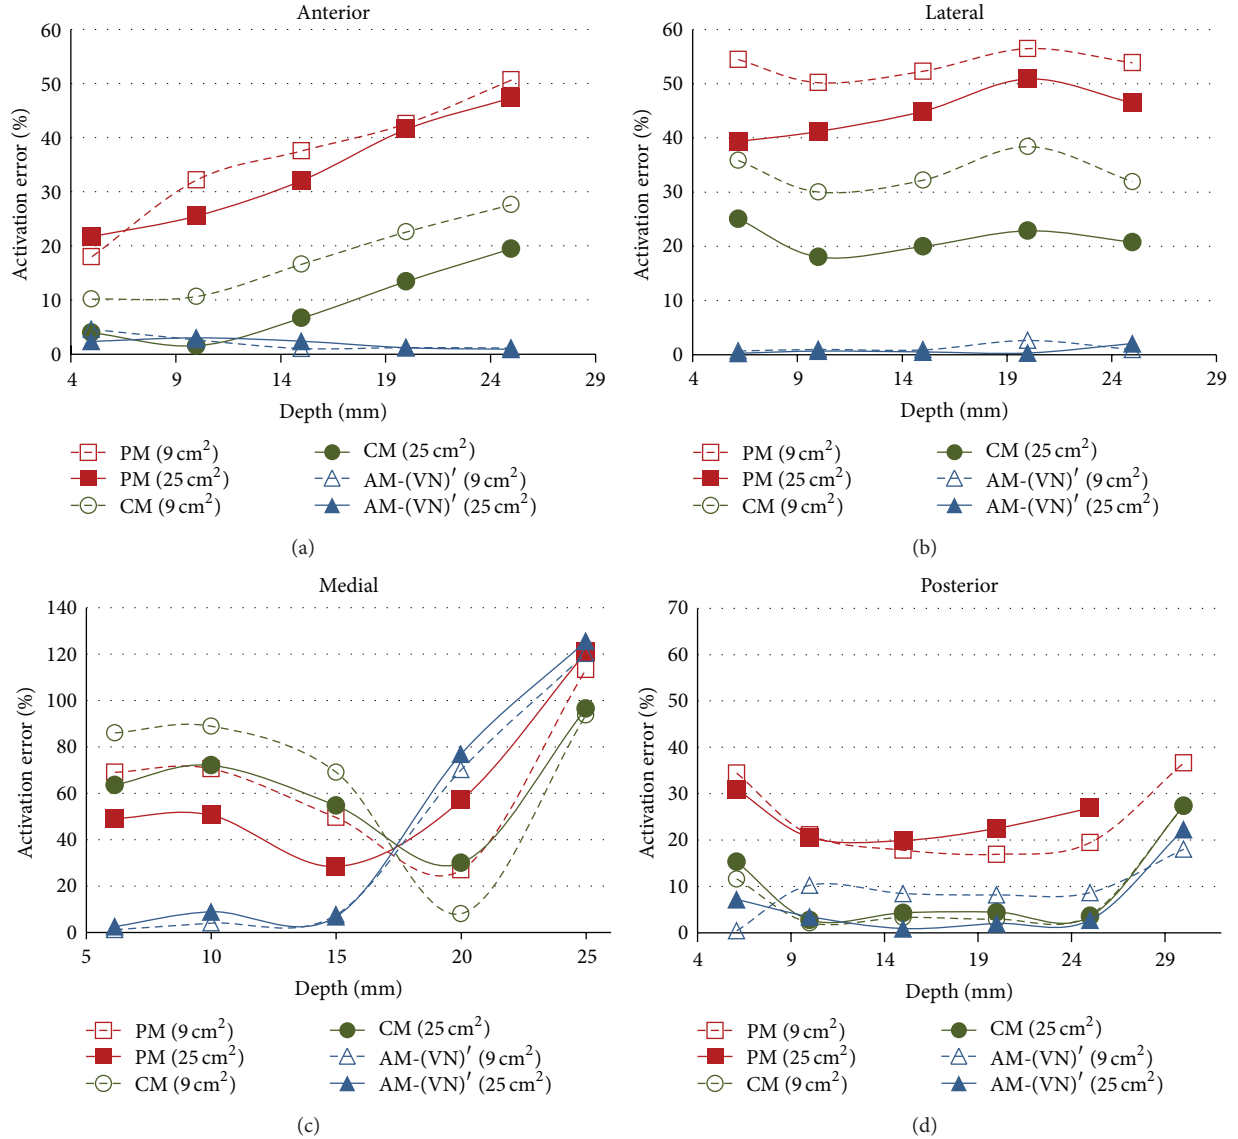 Anterior
60
50
40
30
20
10
0
Activation error (%)
4 9 14 19 24 29
Depth (mm)
PM (9 cm²)
PM (25 cm²)
CM (9 cm²)
CM (25 cm²)
AM-(VN)′ (9 cm²)
AM-(VN)′ (25 cm²)
(a)
Lateral
60
50
40
30
20
10
0
Activation error (%)
4 9 14 19 24 29
Depth (mm)
PM (9 cm²)
PM (25 cm²)
CM (9 cm²)
CM (25 cm²)
AM-(VN)′ (9 cm²)
AM-(VN)′ (25 cm²)
(b)
Medial
140
120
100
80
60
40
20
0
Activation error (%)
5 10 15 20 25
Depth (mm)
PM (9 cm²)
PM (25 cm²)
CM (9 cm²)
CM (25 cm²)
AM-(VN)′ (9 cm²)
AM-(VN)′ (25 cm²)
(c)
Posterior
70
60
50
40
30
20
10
0
Activation error (%)
4 9 14 19 24 29
Depth (mm)
PM (9 cm²)
PM (25 cm²)
CM (9 cm²)
CM (25 cm²)
AM-(VN)′ (9 cm²)
AM-(VN)′ (25 cm²)
(d)